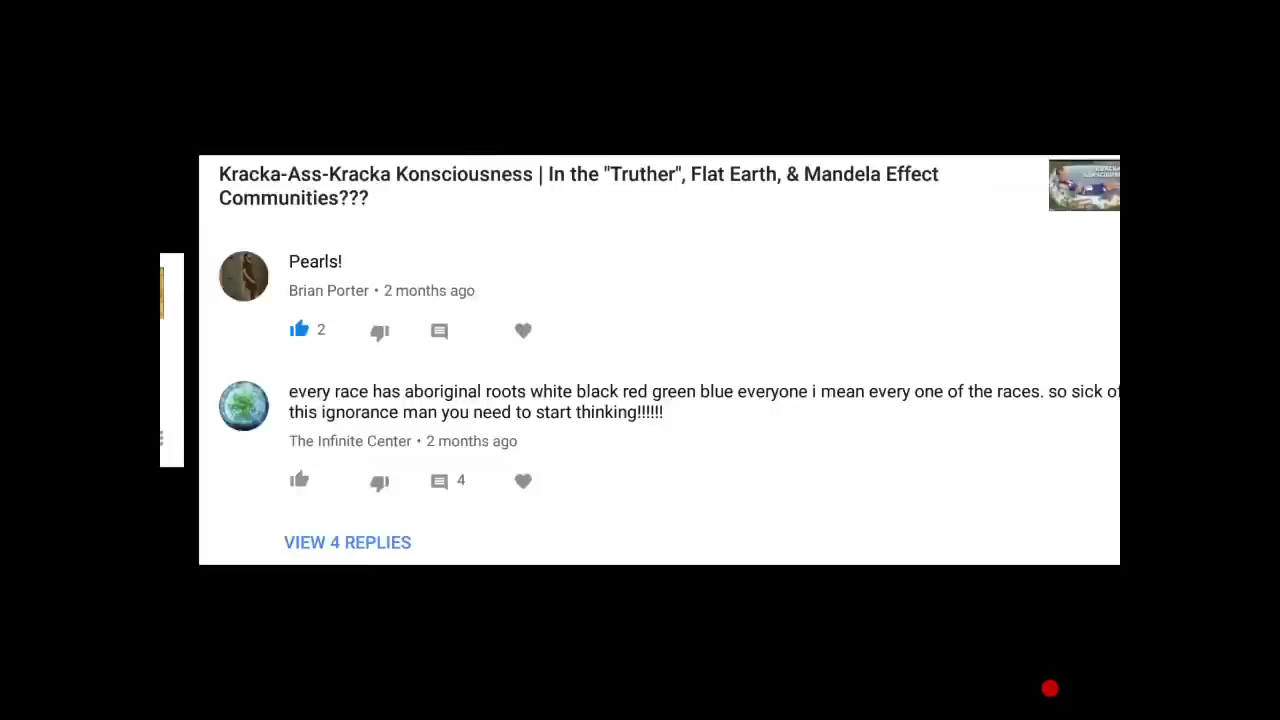 Kracka-Ass-Kracka Konsciousness | In the "Truther", Flat Earth, & Mandela Effect
Communities???
Pearls!
Brian Porter • 2 months ago
2
every race has aboriginal roots white black red green blue everyone i mean every one of the races. so sick of
this ignorance man you need to start thinking!!!!!!
The Infinite Center • 2 months ago
4
VIEW 4 REPLIES